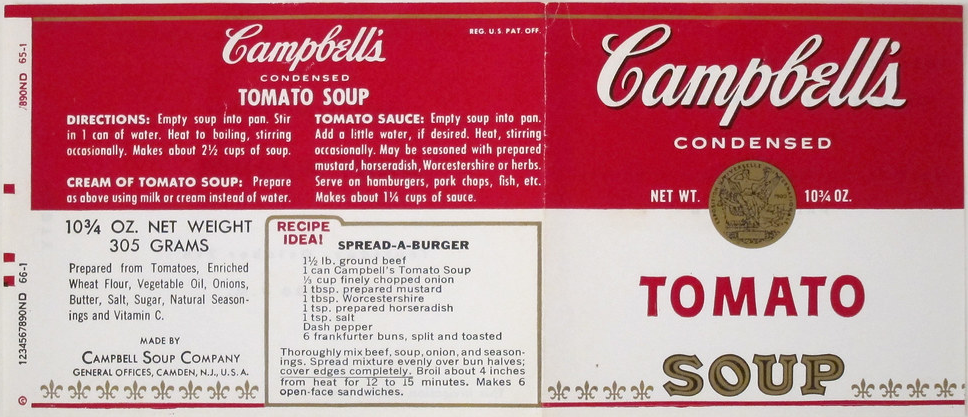 /890ND 65-1
Campbell's
CONDENSED
TOMATO SOUP
REG. U.S. PAT. OFF.
DIRECTIONS: Empty soup into pan. Stir
in 1 can of water. Heat to boiling, stirring
occasionally. Makes about 2½ cups of soup.
CREAM OF TOMATO SOUP: Prepare
as above using milk or cream instead of water.
TOMATO SAUCE: Empty soup into pan.
Add a little water, if desired. Heat, stirring
occasionally. May be seasoned with prepared
mustard, horseradish, Worcestershire or herbs.
Serve on hamburgers, pork chops, fish, etc.
Makes about 1¼ cups of sauce.
10¾ OZ. NET WEIGHT
305 GRAMS
Prepared from Tomatoes, Enriched
Wheat Flour, Vegetable Oil, Onions,
Butter, Salt, Sugar, Natural Season-
ings and Vitamin C.
MADE BY
CAMPBELL SOUP COMPANY
GENERAL OFFICES, CAMDEN, N.J., U.S.A.
1234567890ND 66-1
©
RECIPE
IDEA!
SPREAD-A-BURGER
1½ lb. ground beef
1 can Campbell's Tomato Soup
⅓ cup finely chopped onion
1 tbsp. prepared mustard
1 tbsp. Worcestershire
1 tsp. prepared horseradish
1 tsp. salt
Dash pepper
6 frankfurter buns, split and toasted
Thoroughly mix beef, soup, onion, and season-
ings. Spread mixture evenly over bun halves;
cover edges completely. Broil about 4 inches
from heat for 12 to 15 minutes. Makes 6
open-face sandwiches.
Campbell's
CONDENSED
NET WT. 10¾ OZ.
TOMATO
SOUP